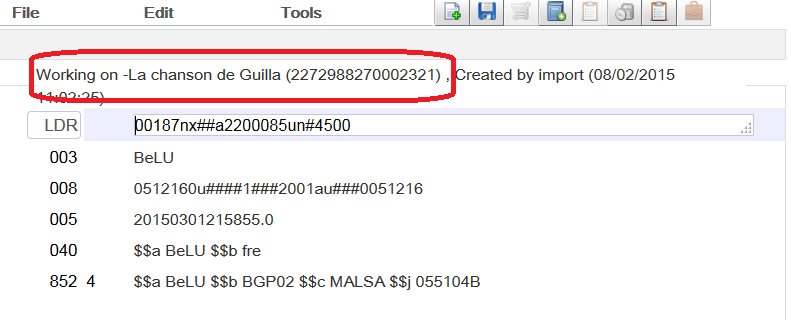 File Edit Tools
Working on -La chanson de Guilla (2272988270002321) , Created by import (08/02/2015
11:02:25)
LDR 00187nx##a2200085un#4500
003 BeLU
008 0512160u####1###2001au###0051216
005 20150301215855.0
040 $$a BeLU $$b fre
852 4 $$a BeLU $$b BGP02 $$c MALSA $$j 055104B